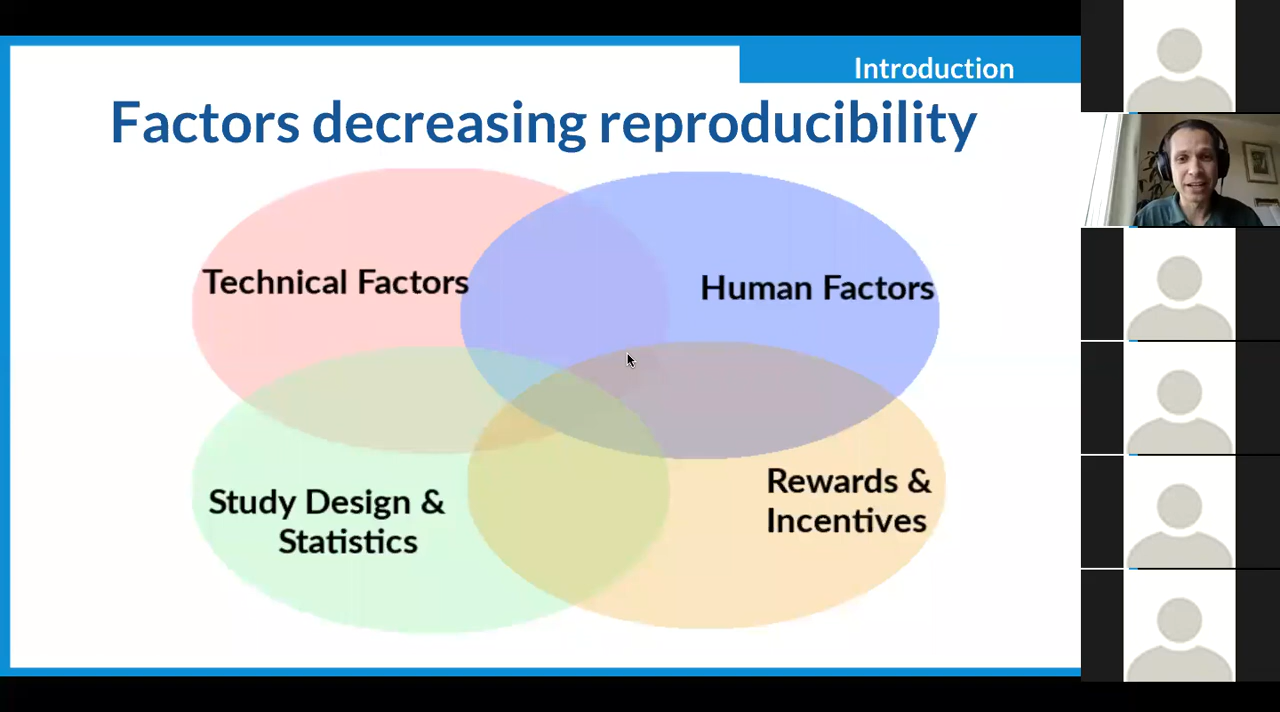 Introduction
Factors decreasing reproducibility
Technical Factors
Human Factors
Study Design &
Statistics
Rewards &
Incentives